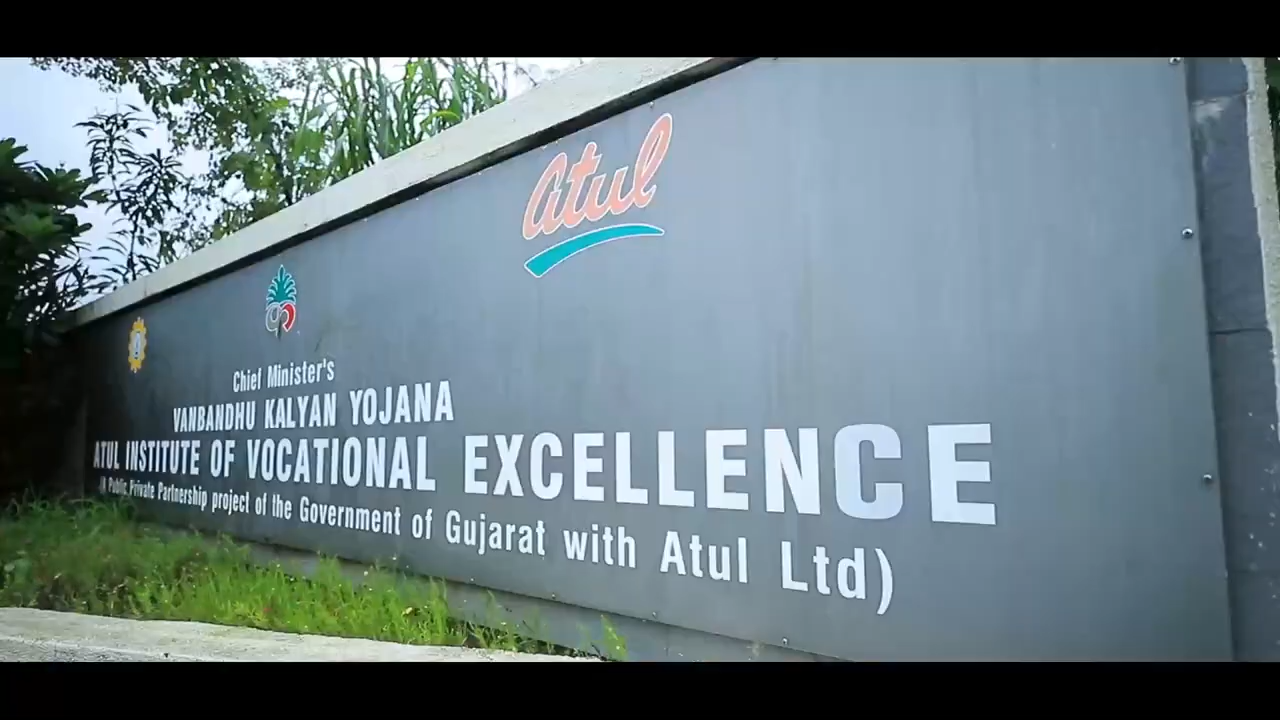 atul
Chief Minister's
VANBANDHU KALYAN YOJANA
ATUL INSTITUTE OF VOCATIONAL EXCELLENCE
(A Public Private Partnership project of the Government of Gujarat with Atul Ltd)